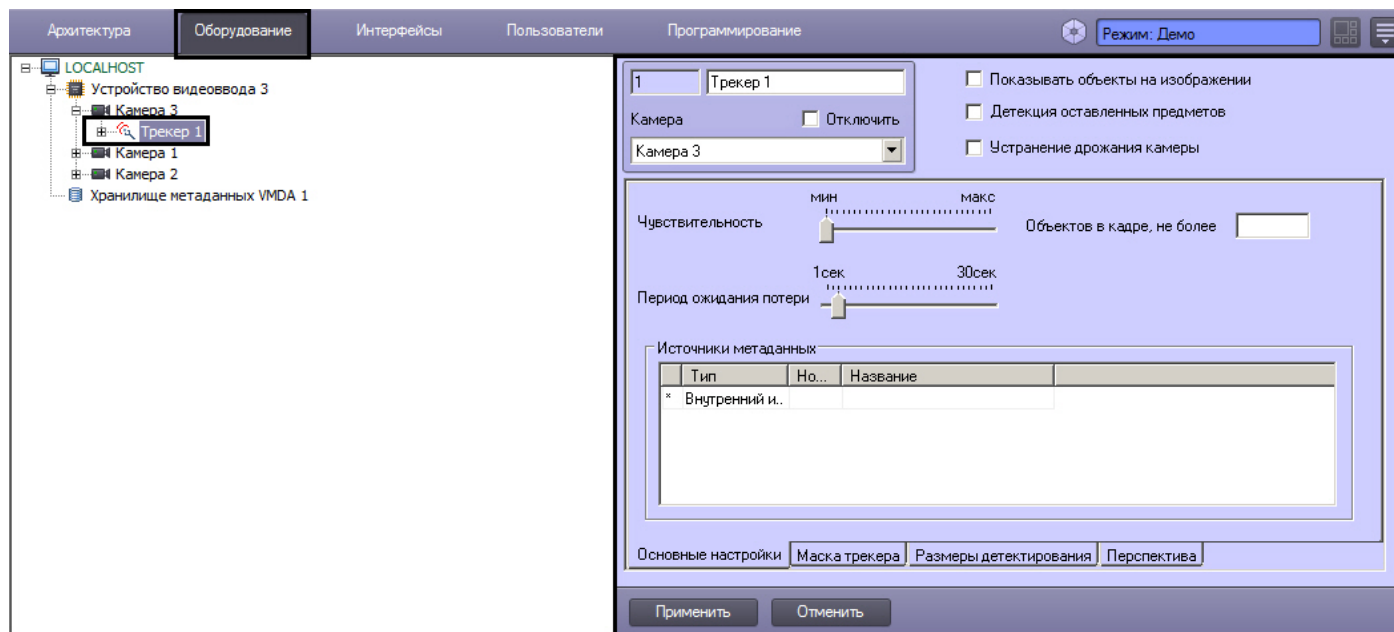 Архитектура Оборудование Интерфейсы Пользователи Программирование Режим: Демо
LOCALHOST
Устройство видеоввода 3
Камера 3
Трекер 1
Камера 1
Камера 2
Хранилище метаданных VMDA 1
1 Трекер 1
Камера Отключить
Камера 3
Показывать объекты на изображении
Детекция оставленных предметов
Устранение дрожания камеры
мин макс
Чувствительность
Объектов в кадре, не более
1сек 30сек
Период ожидания потери
Источники метаданных
Тип Но... Название
* Внутренний и..
Основные настройки Маска трекера Размеры детектирования Перспектива
Применить Отменить